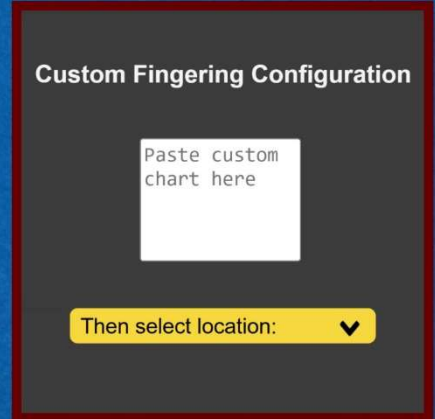 Custom Fingering Configuration
Paste custom
chart here
Then select location: